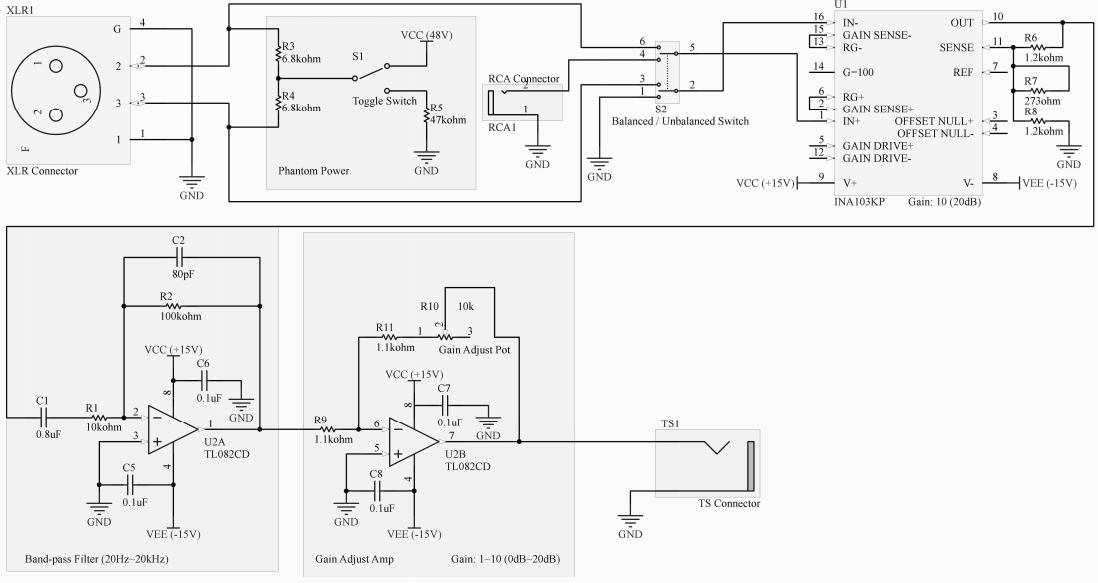 XLR1
G
4
1
2
3
2
2
3
3
1
1
F
XLR Connector
GND
R3
6.8kohm
R4
6.8kohm
S1
VCC (48V)
Toggle Switch
R5
47kohm
GND
Phantom Power
RCA Connector
2
1
RCA1
GND
6
4
3
1
5
2
S2
Balanced / Unbalanced Switch
GND
U1
16 IN-
15 GAIN SENSE-
13 RG-
14 G=100
6 RG+
2 GAIN SENSE+
1 IN+
5 GAIN DRIVE+
12 GAIN DRIVE-
VCC (+15V) 9 V+
OUT 10
SENSE 11
REF 7
OFFSET NULL+ 3
OFFSET NULL- 4
V- 8 VEE (-15V)
INA103KP Gain: 10 (20dB)
R6
1.2kohm
R7
273ohm
R8
1.2kohm
GND
C2
80pF
R2
100kohm
VCC (+15V)
C6
0.1uF
GND
8
C1
0.8uF
R1
10kohm
2
3
1
4
U2A
TL082CD
C5
0.1uF
GND
VEE (-15V)
Band-pass Filter (20Hz~20kHz)
R10 10k
R11
1.1kohm
1
2
3
Gain Adjust Pot
VCC (+15V)
C7
0.1uF
GND
8
R9
1.1kohm
6
5
7
4
U2B
TL082CD
C8
0.1uF
GND
VEE (-15V)
Gain Adjust Amp Gain: 1~10 (0dB~20dB)
TS1
TS Connector
GND